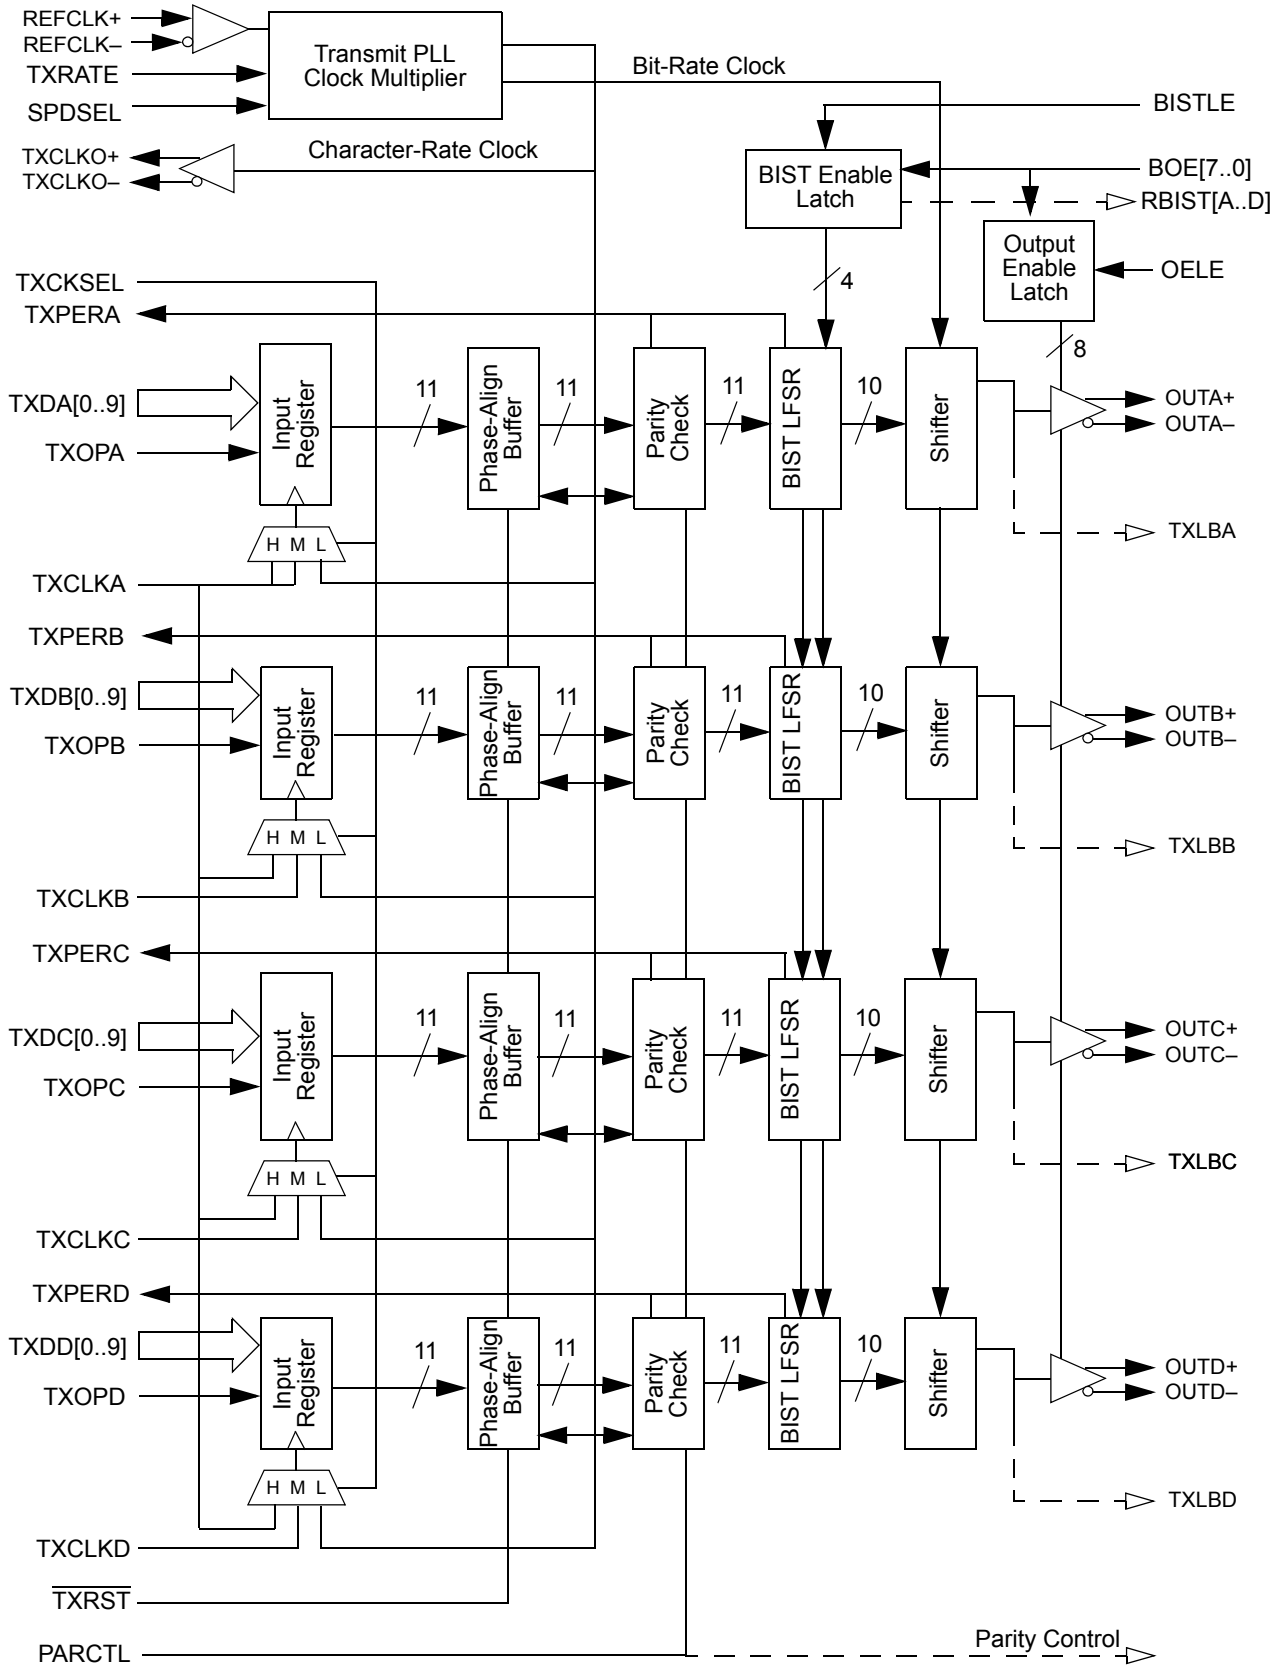 REFCLK+
REFCLK–
TXRATE
SPDSEL
Transmit PLL
Clock Multiplier
Bit-Rate Clock
BISTLE
TXCLKO+
TXCLKO–
Character-Rate Clock
BIST Enable
Latch
BOE[7..0]
RBIST[A..D]
Output
Enable
Latch
OELE
4
8
TXCKSEL
TXPERA
TXDA[0..9]
TXOPA
Input
Register
11
Phase-Align
Buffer
11
Parity
Check
11
BIST LFSR
10
Shifter
OUTA+
OUTA–
TXLBA
H M L
TXCLKA
TXPERB
TXDB[0..9]
TXOPB
Input
Register
11
Phase-Align
Buffer
11
Parity
Check
11
BIST LFSR
10
Shifter
OUTB+
OUTB–
TXLBB
H M L
TXCLKB
TXPERC
TXDC[0..9]
TXOPC
Input
Register
11
Phase-Align
Buffer
11
Parity
Check
11
BIST LFSR
10
Shifter
OUTC+
OUTC–
TXLBC
H M L
TXCLKC
TXPERD
TXDD[0..9]
TXOPD
Input
Register
11
Phase-Align
Buffer
11
Parity
Check
11
BIST LFSR
10
Shifter
OUTD+
OUTD–
TXLBD
H M L
TXCLKD
TXRST
PARCTL
Parity Control